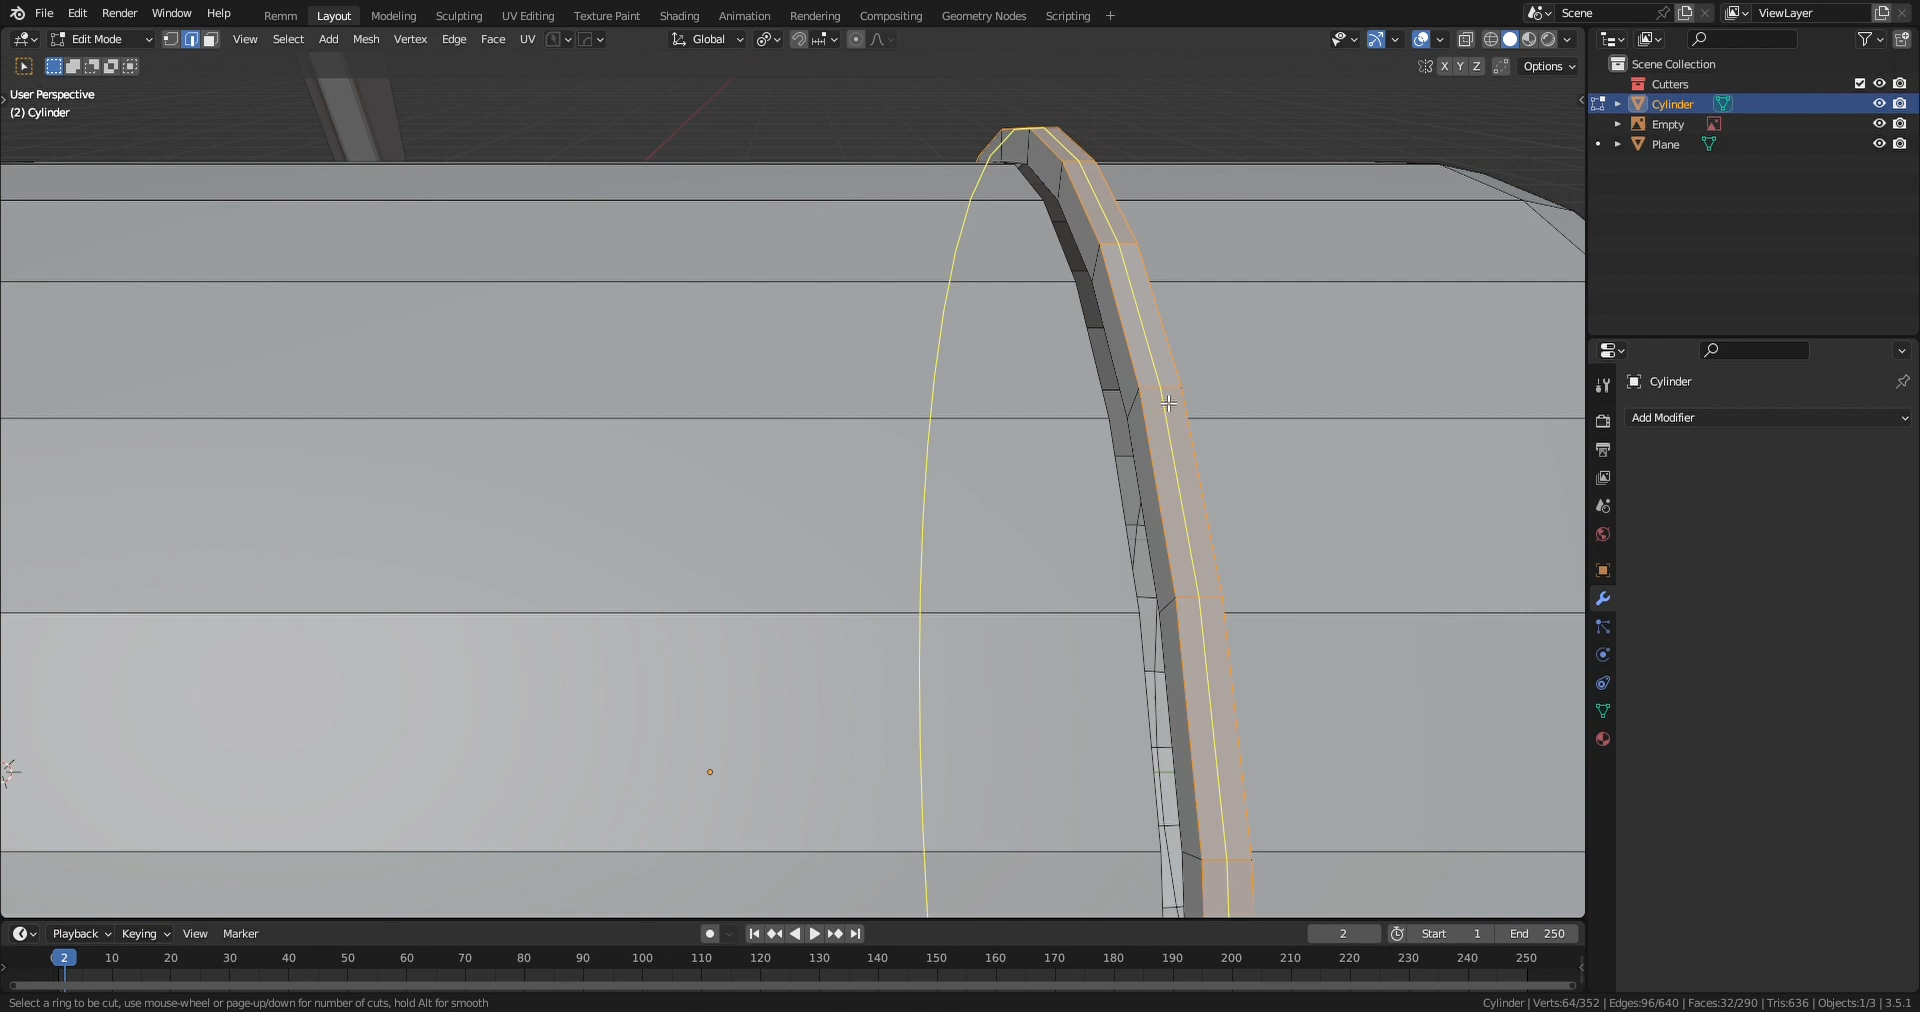 File Edit Render Window Help Remm Layout Modeling Sculpting UV Editing Texture Paint Shading Animation Rendering Compositing Geometry Nodes Scripting + Scene ViewLayer
Edit Mode View Select Add Mesh Vertex Edge Face UV Global
X Y Z Options
User Perspective
(2) Cylinder
Scene Collection
Cutters
Cylinder
Empty
Plane
Cylinder
Add Modifier
Playback Keying View Marker 2 Start 1 End 250
2 10 20 30 40 50 60 70 80 90 100 110 120 130 140 150 160 170 180 190 200 210 220 230 240 250
Select a ring to be cut, use mouse-wheel or page-up/down for number of cuts, hold Alt for smooth
Cylinder | Verts:64/352 | Edges:96/640 | Faces:32/290 | Tris:636 | Objects:1/3 | 3.5.1